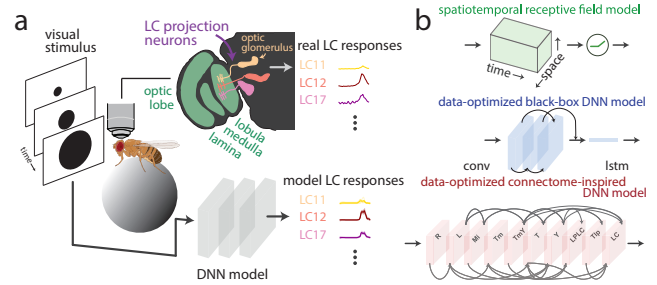 a
visual
stimulus
time
LC projection
neurons
optic
glomerulus
optic
lobe
lobula
medulla
lamina
real LC responses
LC11
LC12
LC17
DNN model
model LC responses
LC11
LC12
LC17
b
spatiotemporal receptive field model
time
space
data-optimized black-box DNN model
conv
lstm
data-optimized connectome-inspired
DNN model
R
L
Mi
Tm
TmY
T
Y
LPLC
Tlp
LC